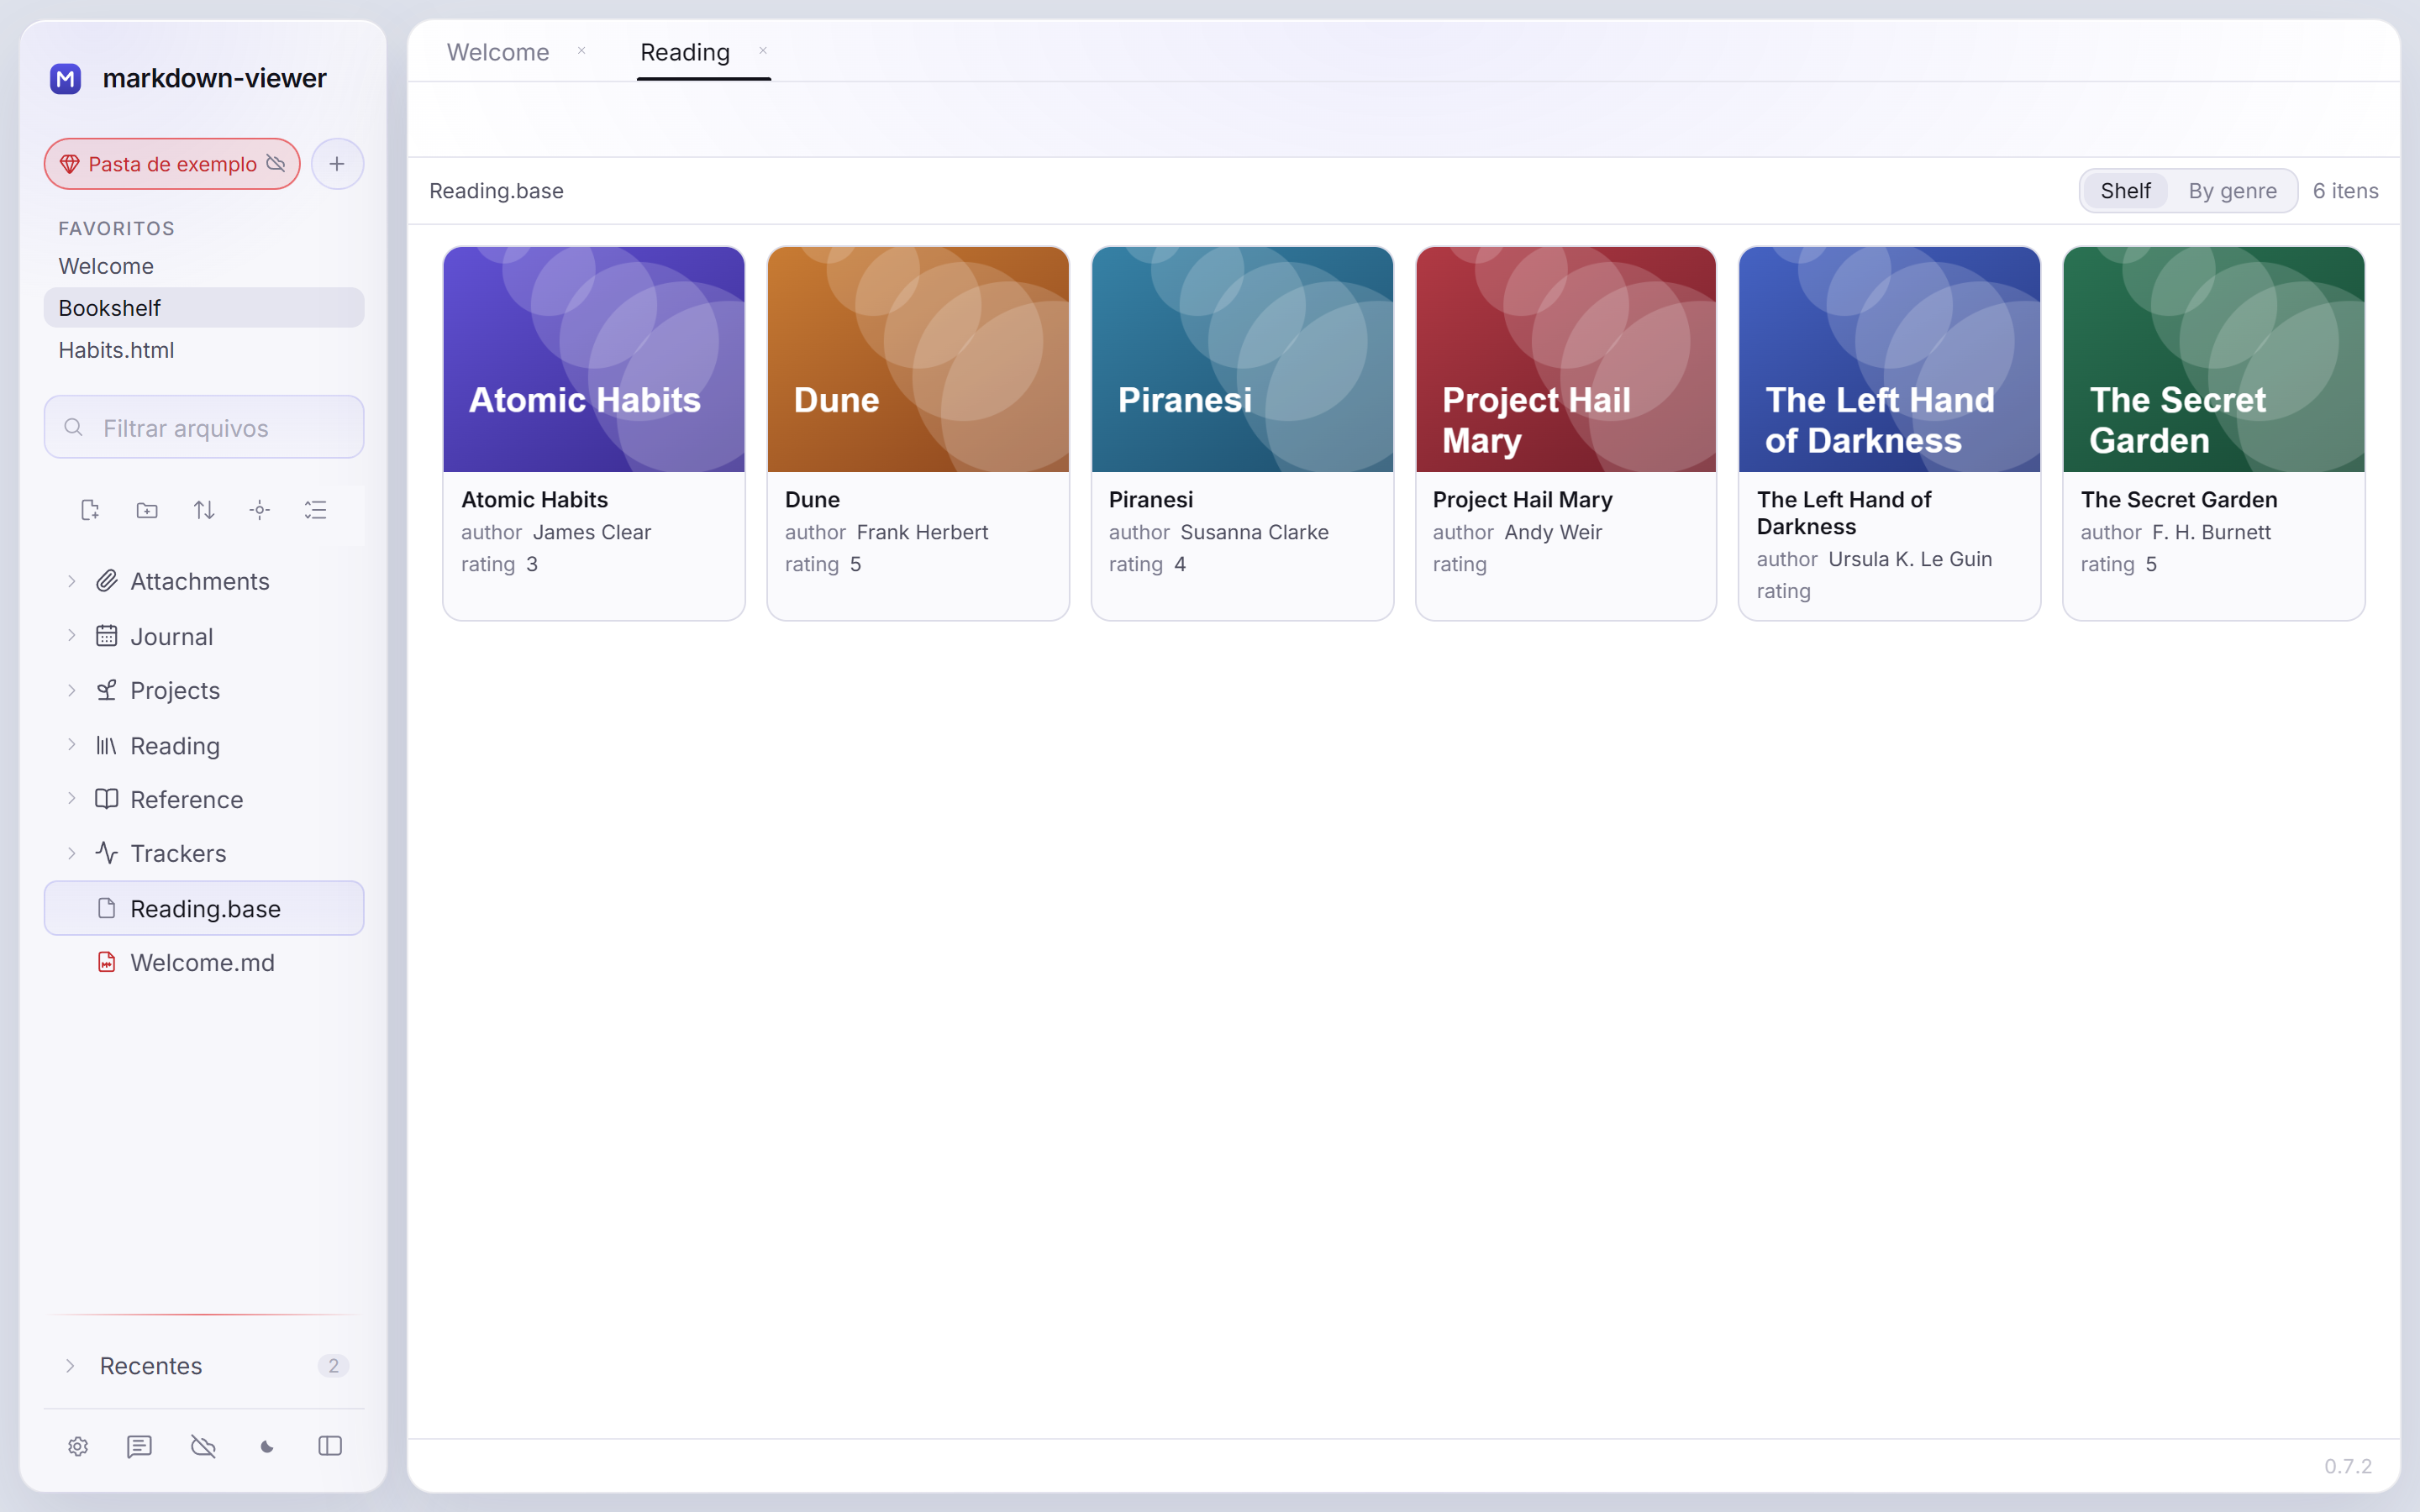 markdown-viewer
Pasta de exemplo
FAVORITOS
Welcome
Bookshelf
Habits.html
Filtrar arquivos
Attachments
Journal
Projects
Reading
Reference
Trackers
Reading.base
Welcome.md
Recentes 2
Welcome × Reading ×
Reading.base Shelf By genre 6 itens
Atomic Habits
Atomic Habits
author James Clear
rating 3
Dune
Dune
author Frank Herbert
rating 5
Piranesi
Piranesi
author Susanna Clarke
rating 4
Project Hail
Mary
Project Hail Mary
author Andy Weir
rating
The Left Hand
of Darkness
The Left Hand of
Darkness
author Ursula K. Le Guin
rating
The Secret
Garden
The Secret Garden
author F. H. Burnett
rating 5
0.7.2